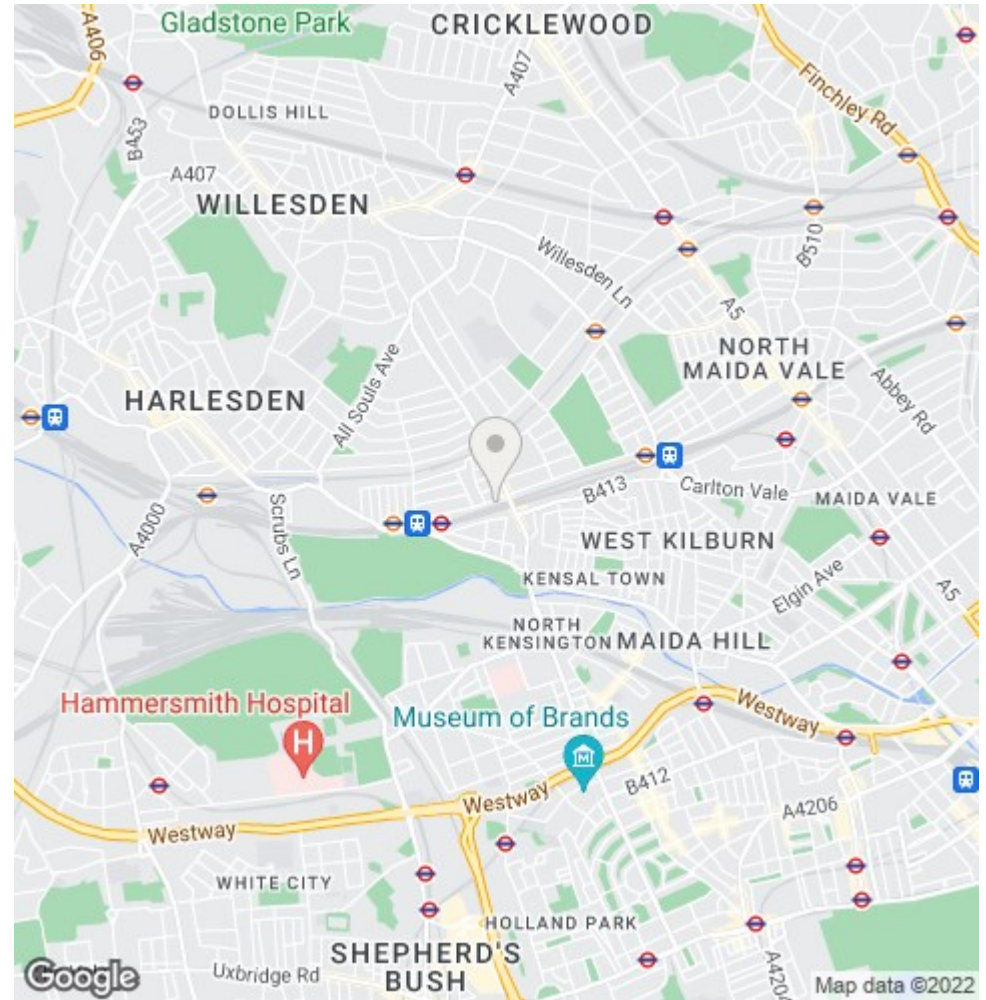 Gladstone Park
CRICKLEWOOD
A406
A407
Finchley Rd
DOLLIS HILL
B453
A407
WILLESDEN
B510
Willesden Ln
A5
NORTH
MAIDA VALE
Abbey Rd
All Souls Ave
HARLESDEN
B413
Carlton Vale
MAIDA VALE
A4000
Scrubs Ln
WEST KILBURN
KENSAL TOWN
Elgin Ave
A5
NORTH
KENSINGTON
MAIDA HILL
Hammersmith Hospital
H
Museum of Brands
M
Westway
B412
Westway
A4206
Westway
WHITE CITY
HOLLAND PARK
SHEPHERD'S
BUSH
Uxbridge Rd
A4204
Google
Map data ©2022